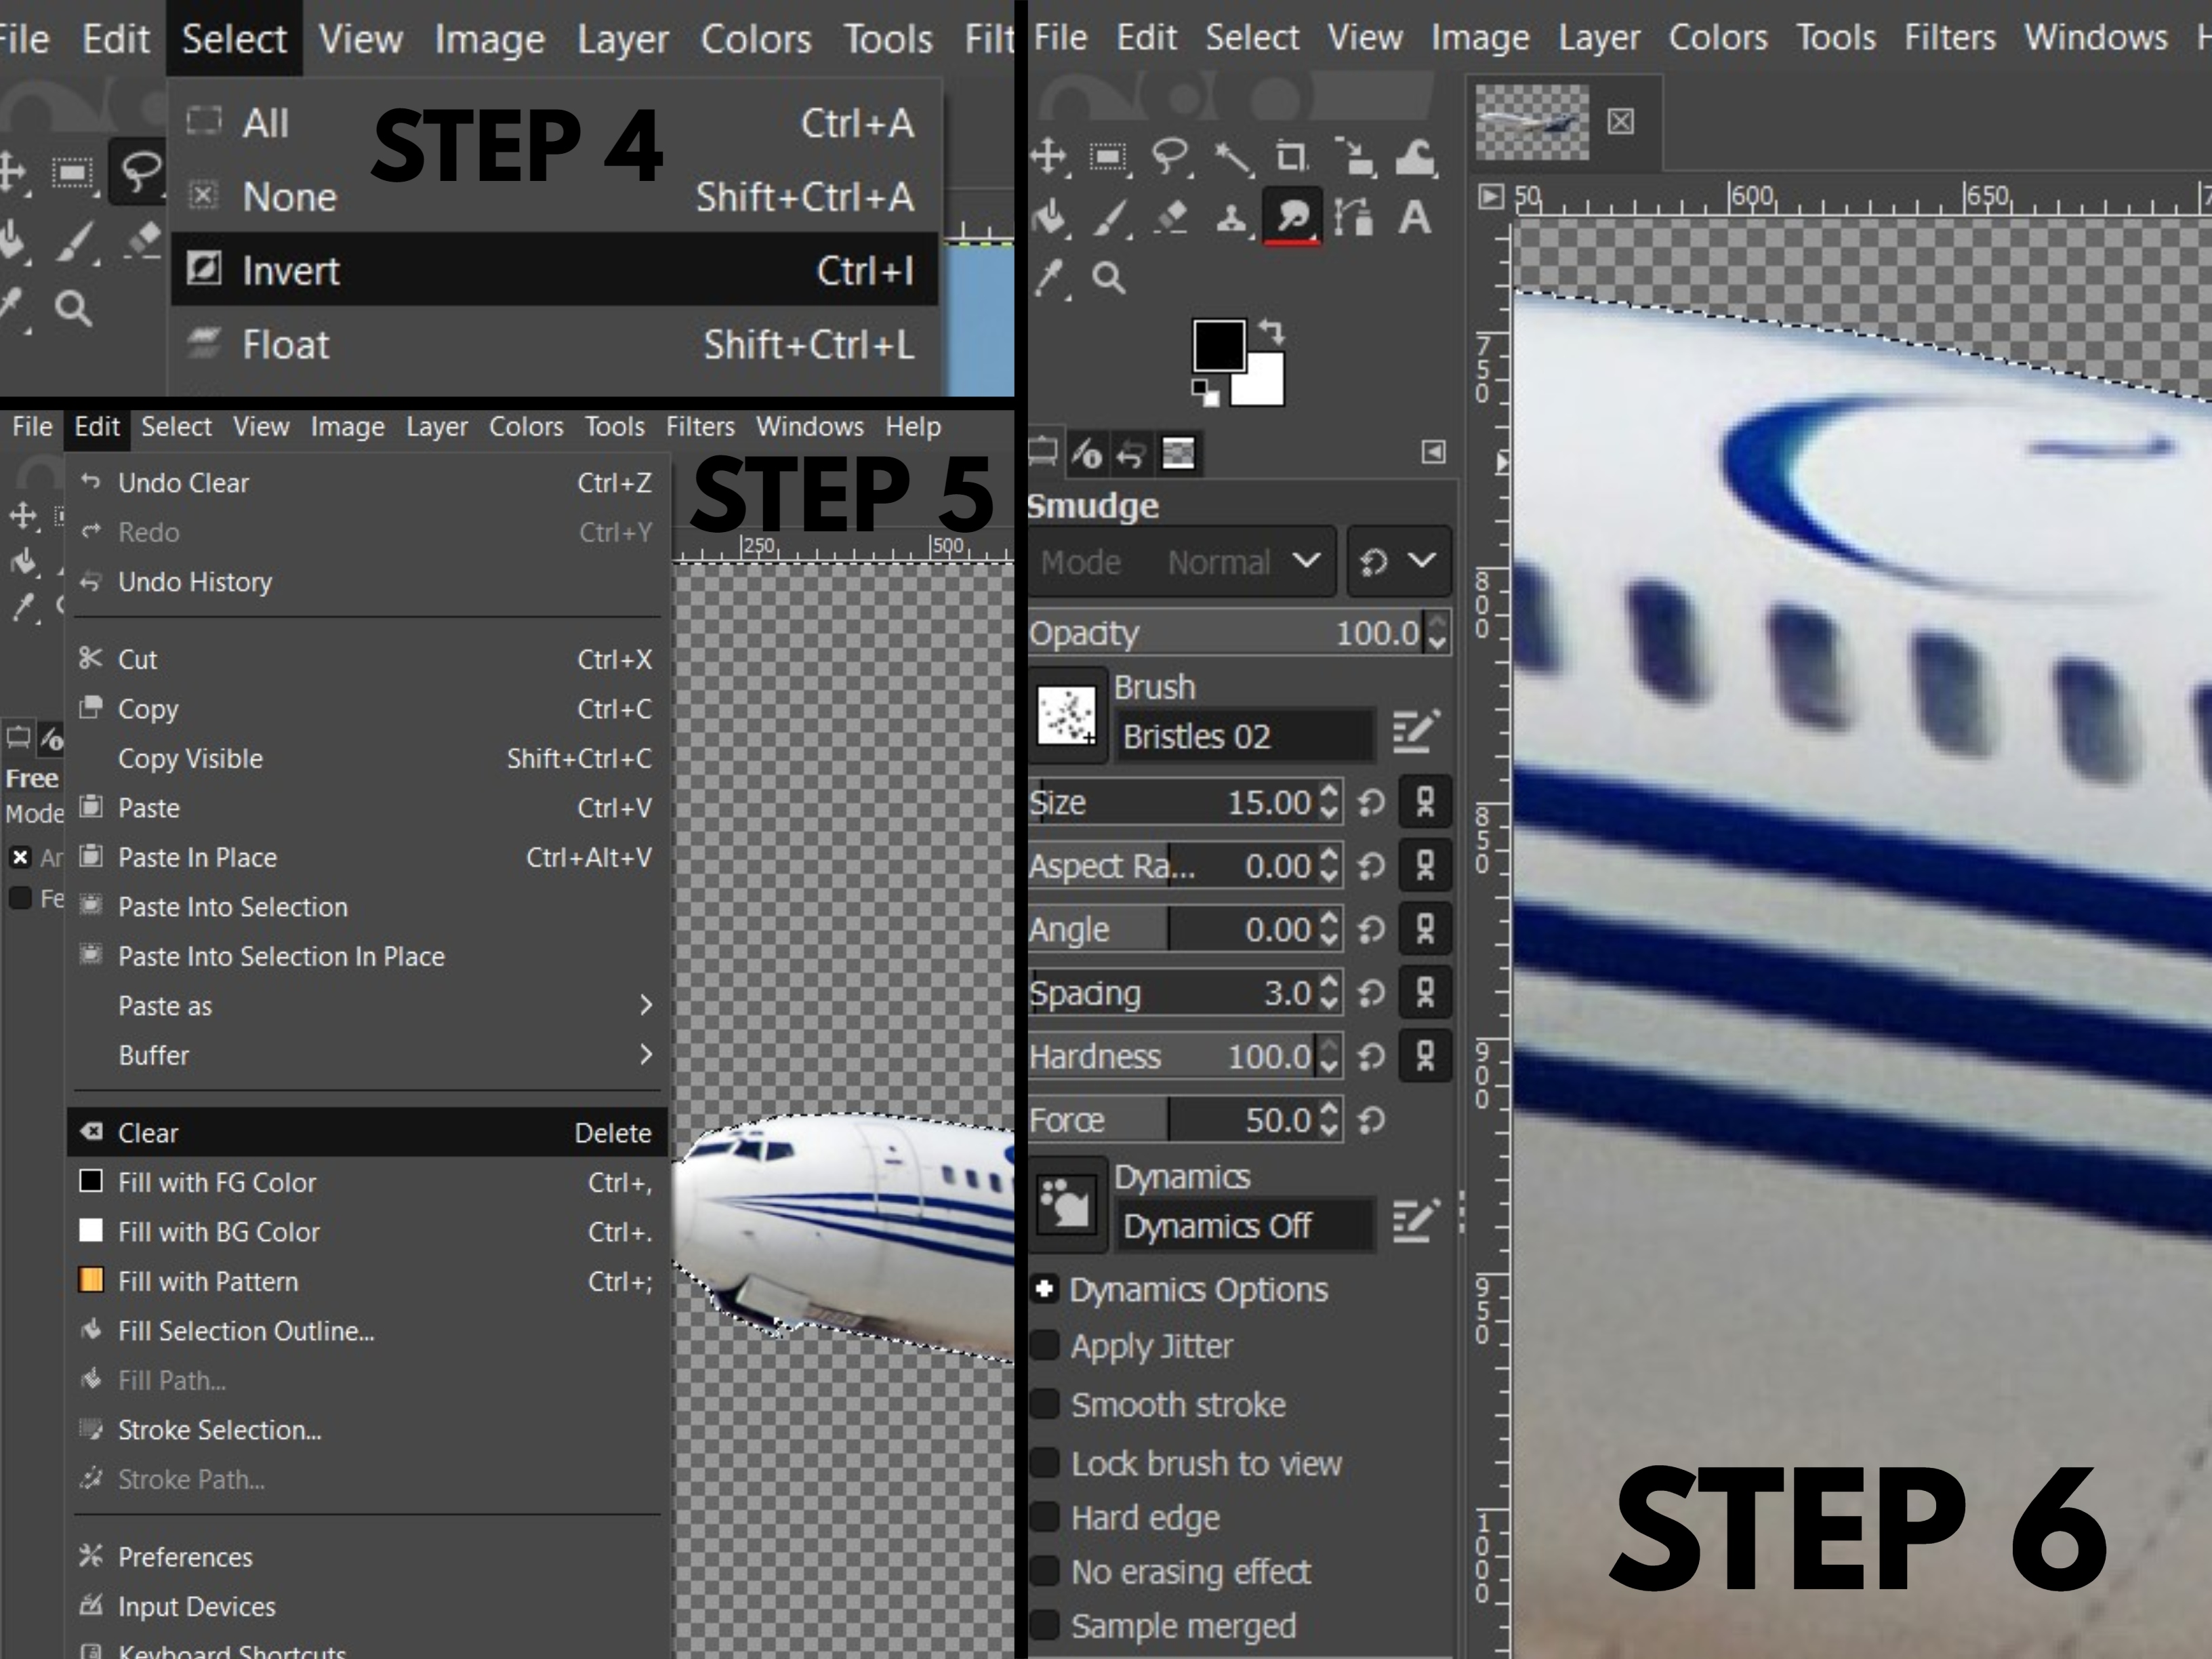 File Edit Select View Image Layer Colors Tools Filt
STEP 4
All Ctrl+A
None Shift+Ctrl+A
Invert Ctrl+I
Float Shift+Ctrl+L
File Edit Select View Image Layer Colors Tools Filters Windows Help
STEP 5
Undo Clear Ctrl+Z
Redo Ctrl+Y
Undo History
Cut Ctrl+X
Copy Ctrl+C
Copy Visible Shift+Ctrl+C
Paste Ctrl+V
Paste In Place Ctrl+Alt+V
Paste Into Selection
Paste Into Selection In Place
Paste as
Buffer
Clear Delete
Fill with FG Color Ctrl+,
Fill with BG Color Ctrl+.
Fill with Pattern Ctrl+;
Fill Selection Outline...
Fill Path...
Stroke Selection...
Stroke Path...
Preferences
Input Devices
Keyboard Shortcuts
Free
Mode
Ar
Fe
250 500
File Edit Select View Image Layer Colors Tools Filters Windows H
50 600 650 7
Smudge
Mode Normal
Opacity 100.0
Brush
Bristles 02
Size 15.00
Aspect Ra... 0.00
Angle 0.00
Spacing 3.0
Hardness 100.0
Force 50.0
Dynamics
Dynamics Off
Dynamics Options
Apply Jitter
Smooth stroke
Lock brush to view
Hard edge
No erasing effect
Sample merged
750
800
850
900
950
1000
STEP 6